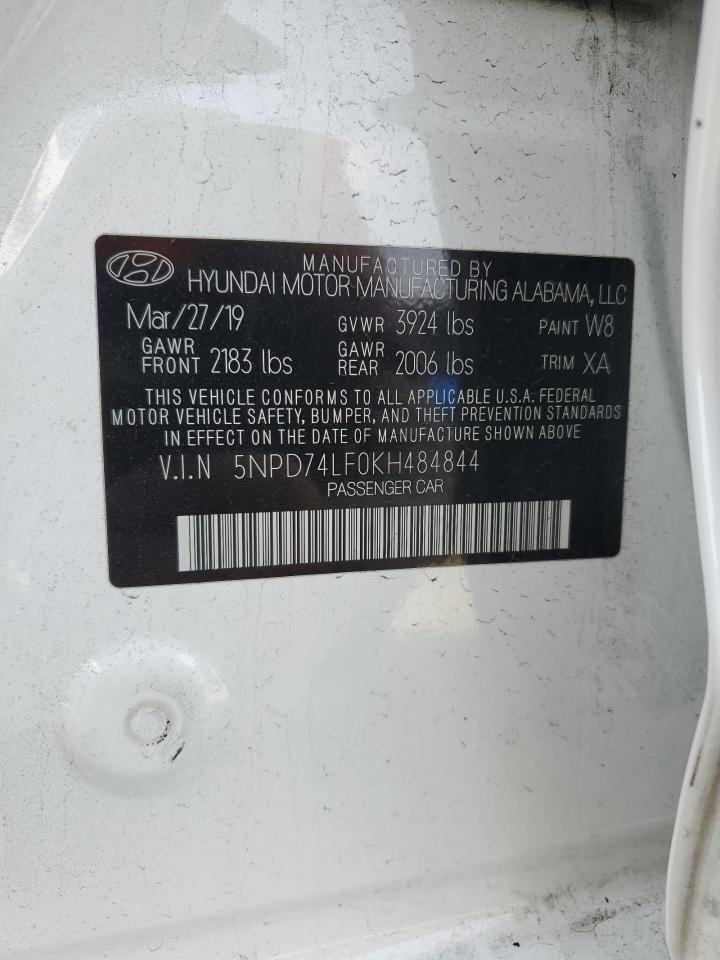 MANUFACTURED BY
HYUNDAI MOTOR MANUFACTURING ALABAMA, LLC
Mar/27/19 GVWR 3924 lbs PAINT W8
GAWR FRONT 2183 lbs GAWR REAR 2006 lbs TRIM XA
THIS VEHICLE CONFORMS TO ALL APPLICABLE U.S.A. FEDERAL
MOTOR VEHICLE SAFETY, BUMPER, AND THEFT PREVENTION STANDARDS
IN EFFECT ON THE DATE OF MANUFACTURE SHOWN ABOVE
V.I.N 5NPD74LF0KH484844
PASSENGER CAR